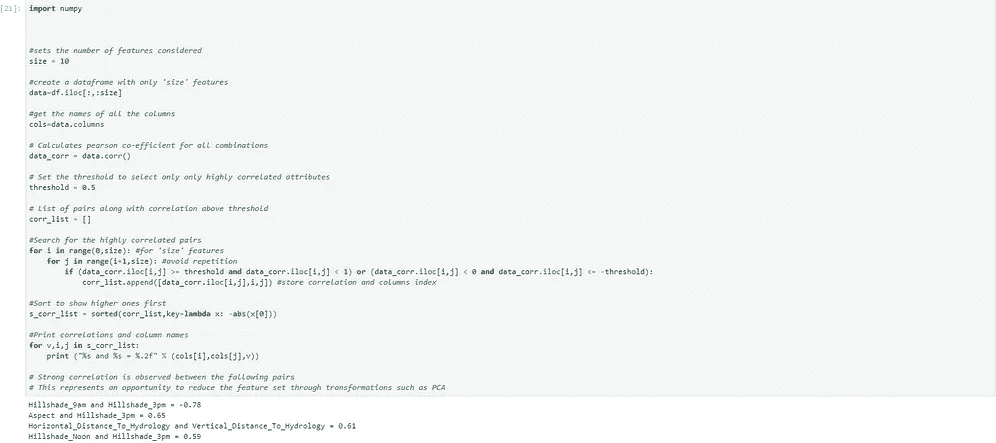 [21]: import numpy
#sets the number of features considered
size = 10
#create a dataframe with only 'size' features
data=df.iloc[:,:size]
#get the names of all the columns
cols=data.columns
# Calculates pearson co-efficient for all combinations
data_corr = data.corr()
# Set the threshold to select only only highly correlated attributes
threshold = 0.5
# List of pairs along with correlation above threshold
corr_list = []
#Search for the highly correlated pairs
for i in range(0,size): #for 'size' features
    for j in range(i+1,size): #avoid repetition
        if (data_corr.iloc[i,j] >= threshold and data_corr.iloc[i,j] < 1) or (data_corr.iloc[i,j] < 0 and data_corr.iloc[i,j] <= -threshold):
            corr_list.append([data_corr.iloc[i,j],i,j]) #store correlation and columns index
#Sort to show higher ones first
s_corr_list = sorted(corr_list,key=lambda x: -abs(x[0]))
#Print correlations and column names
for v,i,j in s_corr_list:
    print ("%s and %s = %.2f" % (cols[i],cols[j],v))
# Strong correlation is observed between the following pairs
# This represents an opportunity to reduce the feature set through transformations such as PCA
Hillshade_9am and Hillshade_3pm = -0.78
Aspect and Hillshade_3pm = 0.65
Horizontal_Distance_To_Hydrology and Vertical_Distance_To_Hydrology = 0.61
Hillshade_Noon and Hillshade_3pm = 0.59